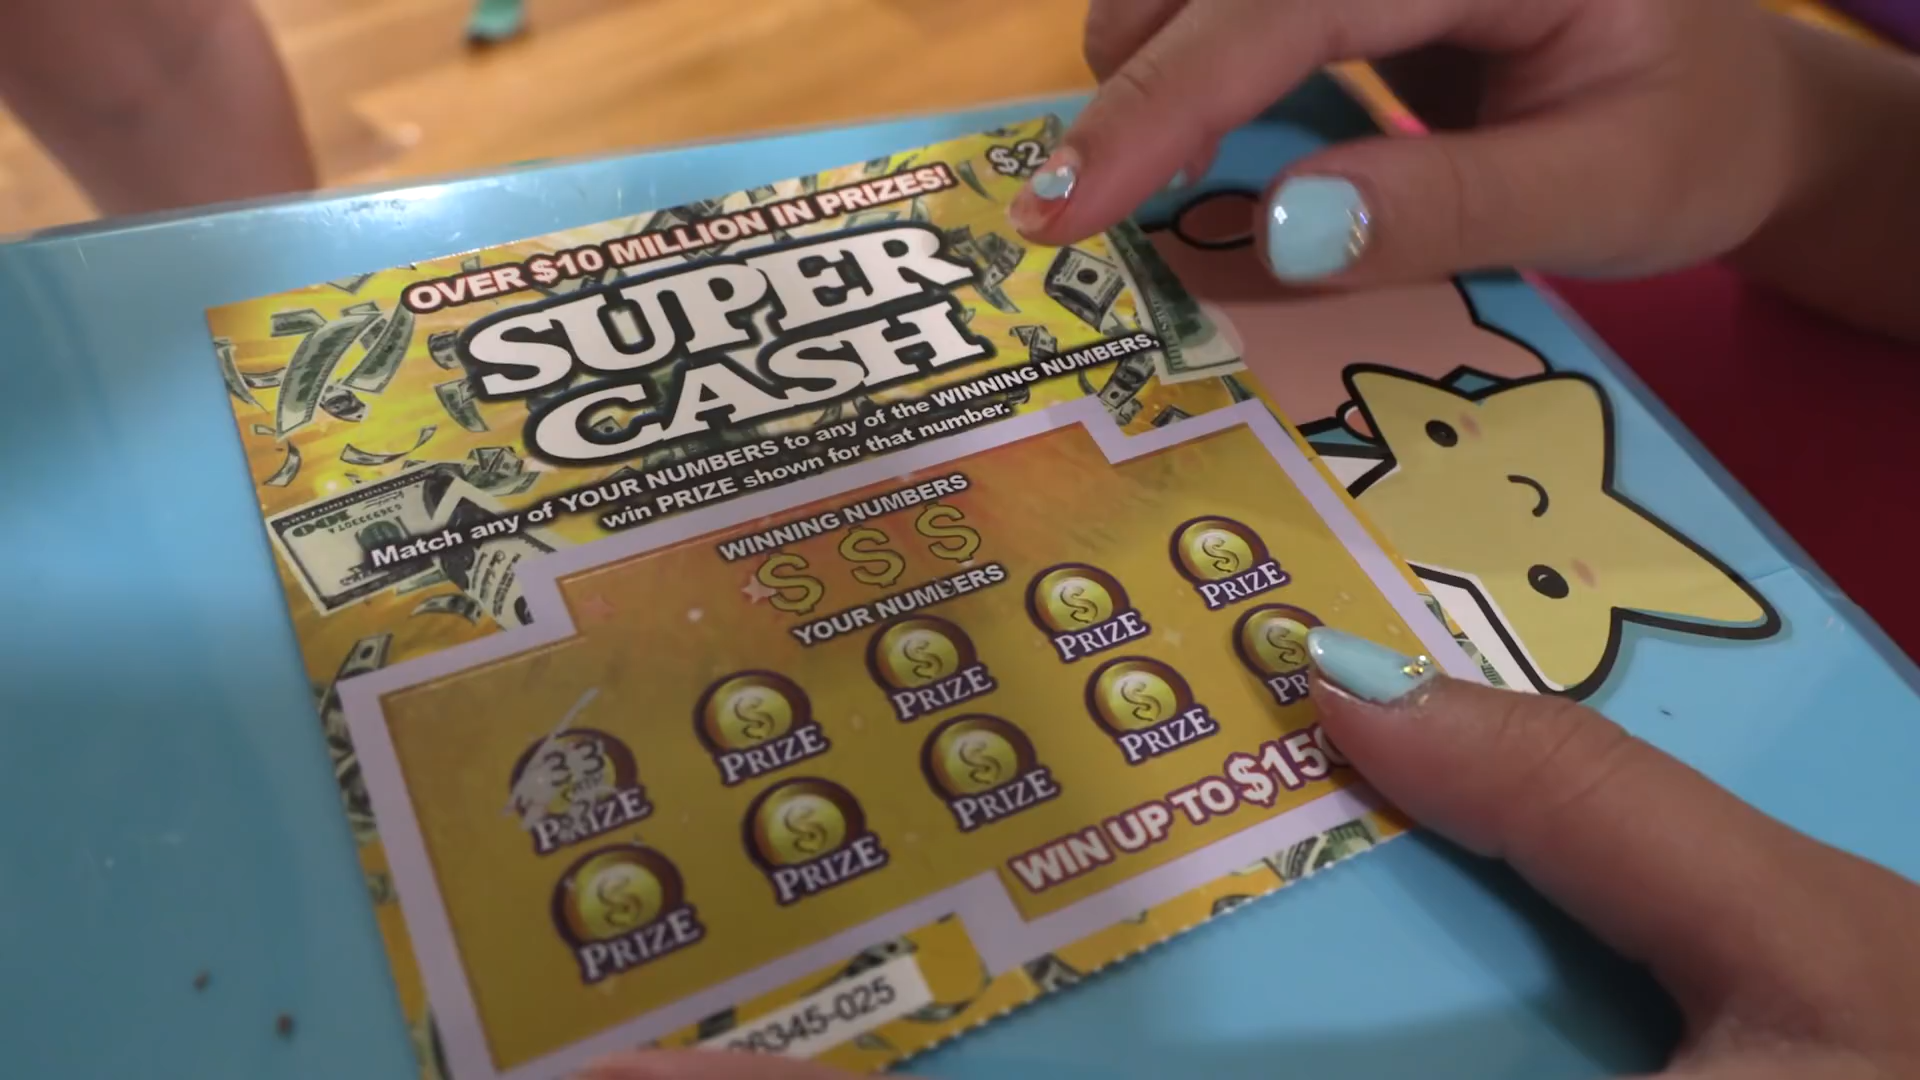 $2
OVER $10 MILLION IN PRIZES!
SUPER
CASH
Match any of YOUR NUMBERS to any of the WINNING NUMBERS,
win PRIZE shown for that number.
100
WINNING NUMBERS
$ $ $
YOUR NUMBERS
33
PRIZE
$ PRIZE
$ PRIZE
$ PRIZE
$ PRIZE
$ PRIZE
$ PRIZE
$ PRIZE
$ PRIZE
$
WIN UP TO $150
345-025